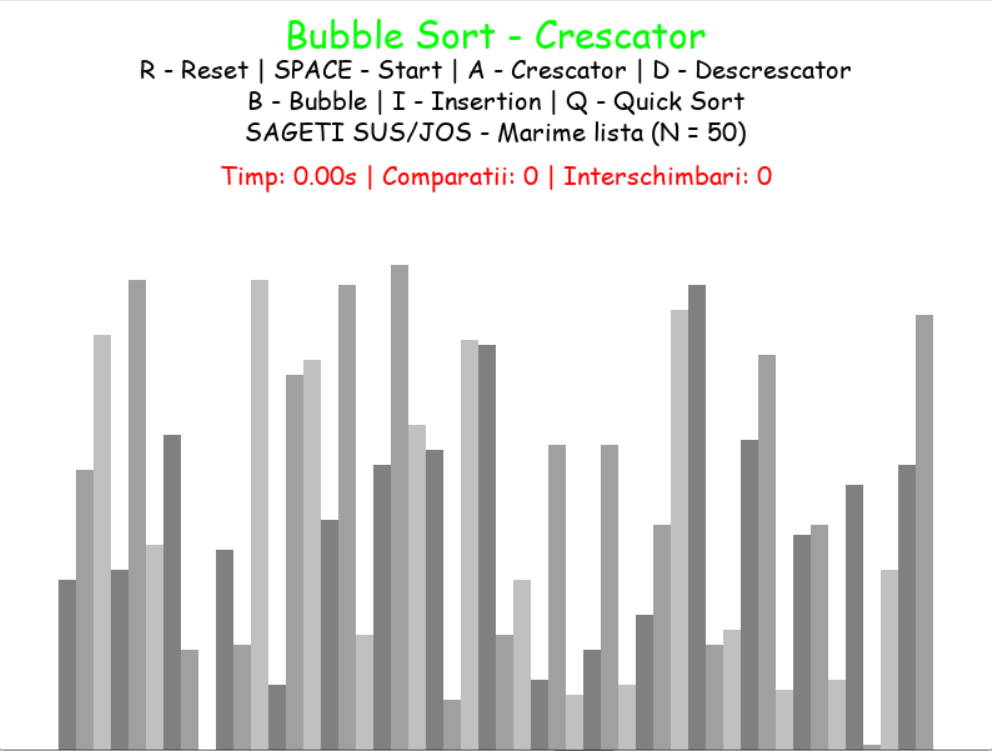 Bubble Sort - Crescator
R - Reset | SPACE - Start | A - Crescator | D - Descrescator
B - Bubble | I - Insertion | Q - Quick Sort
SAGETI SUS/JOS - Marime lista (N = 50)
Timp: 0.00s | Comparatii: 0 | Interschimbari: 0